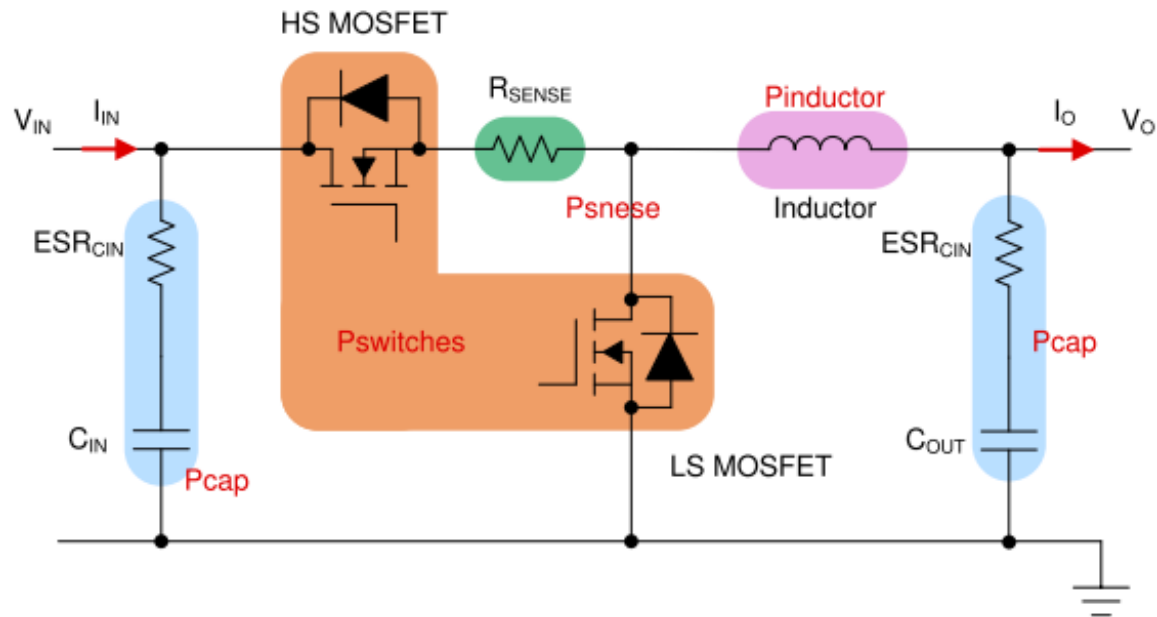 HS MOSFET
RSENSE
Pinductor
VIN
IIN
IO
VO
Psnese
Inductor
ESRCIN
ESRCIN
Pswitches
Pcap
CIN
COUT
LS MOSFET
Pcap